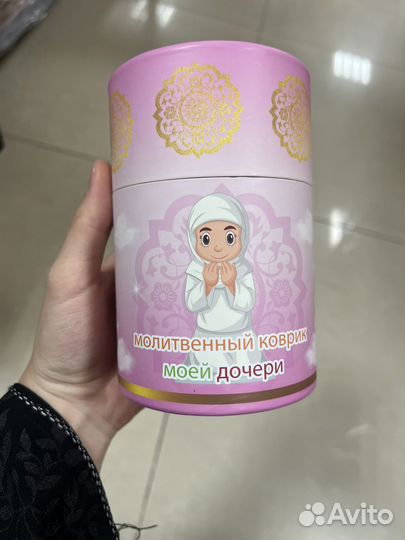 молитвенный коврик
моей дочери
Avito